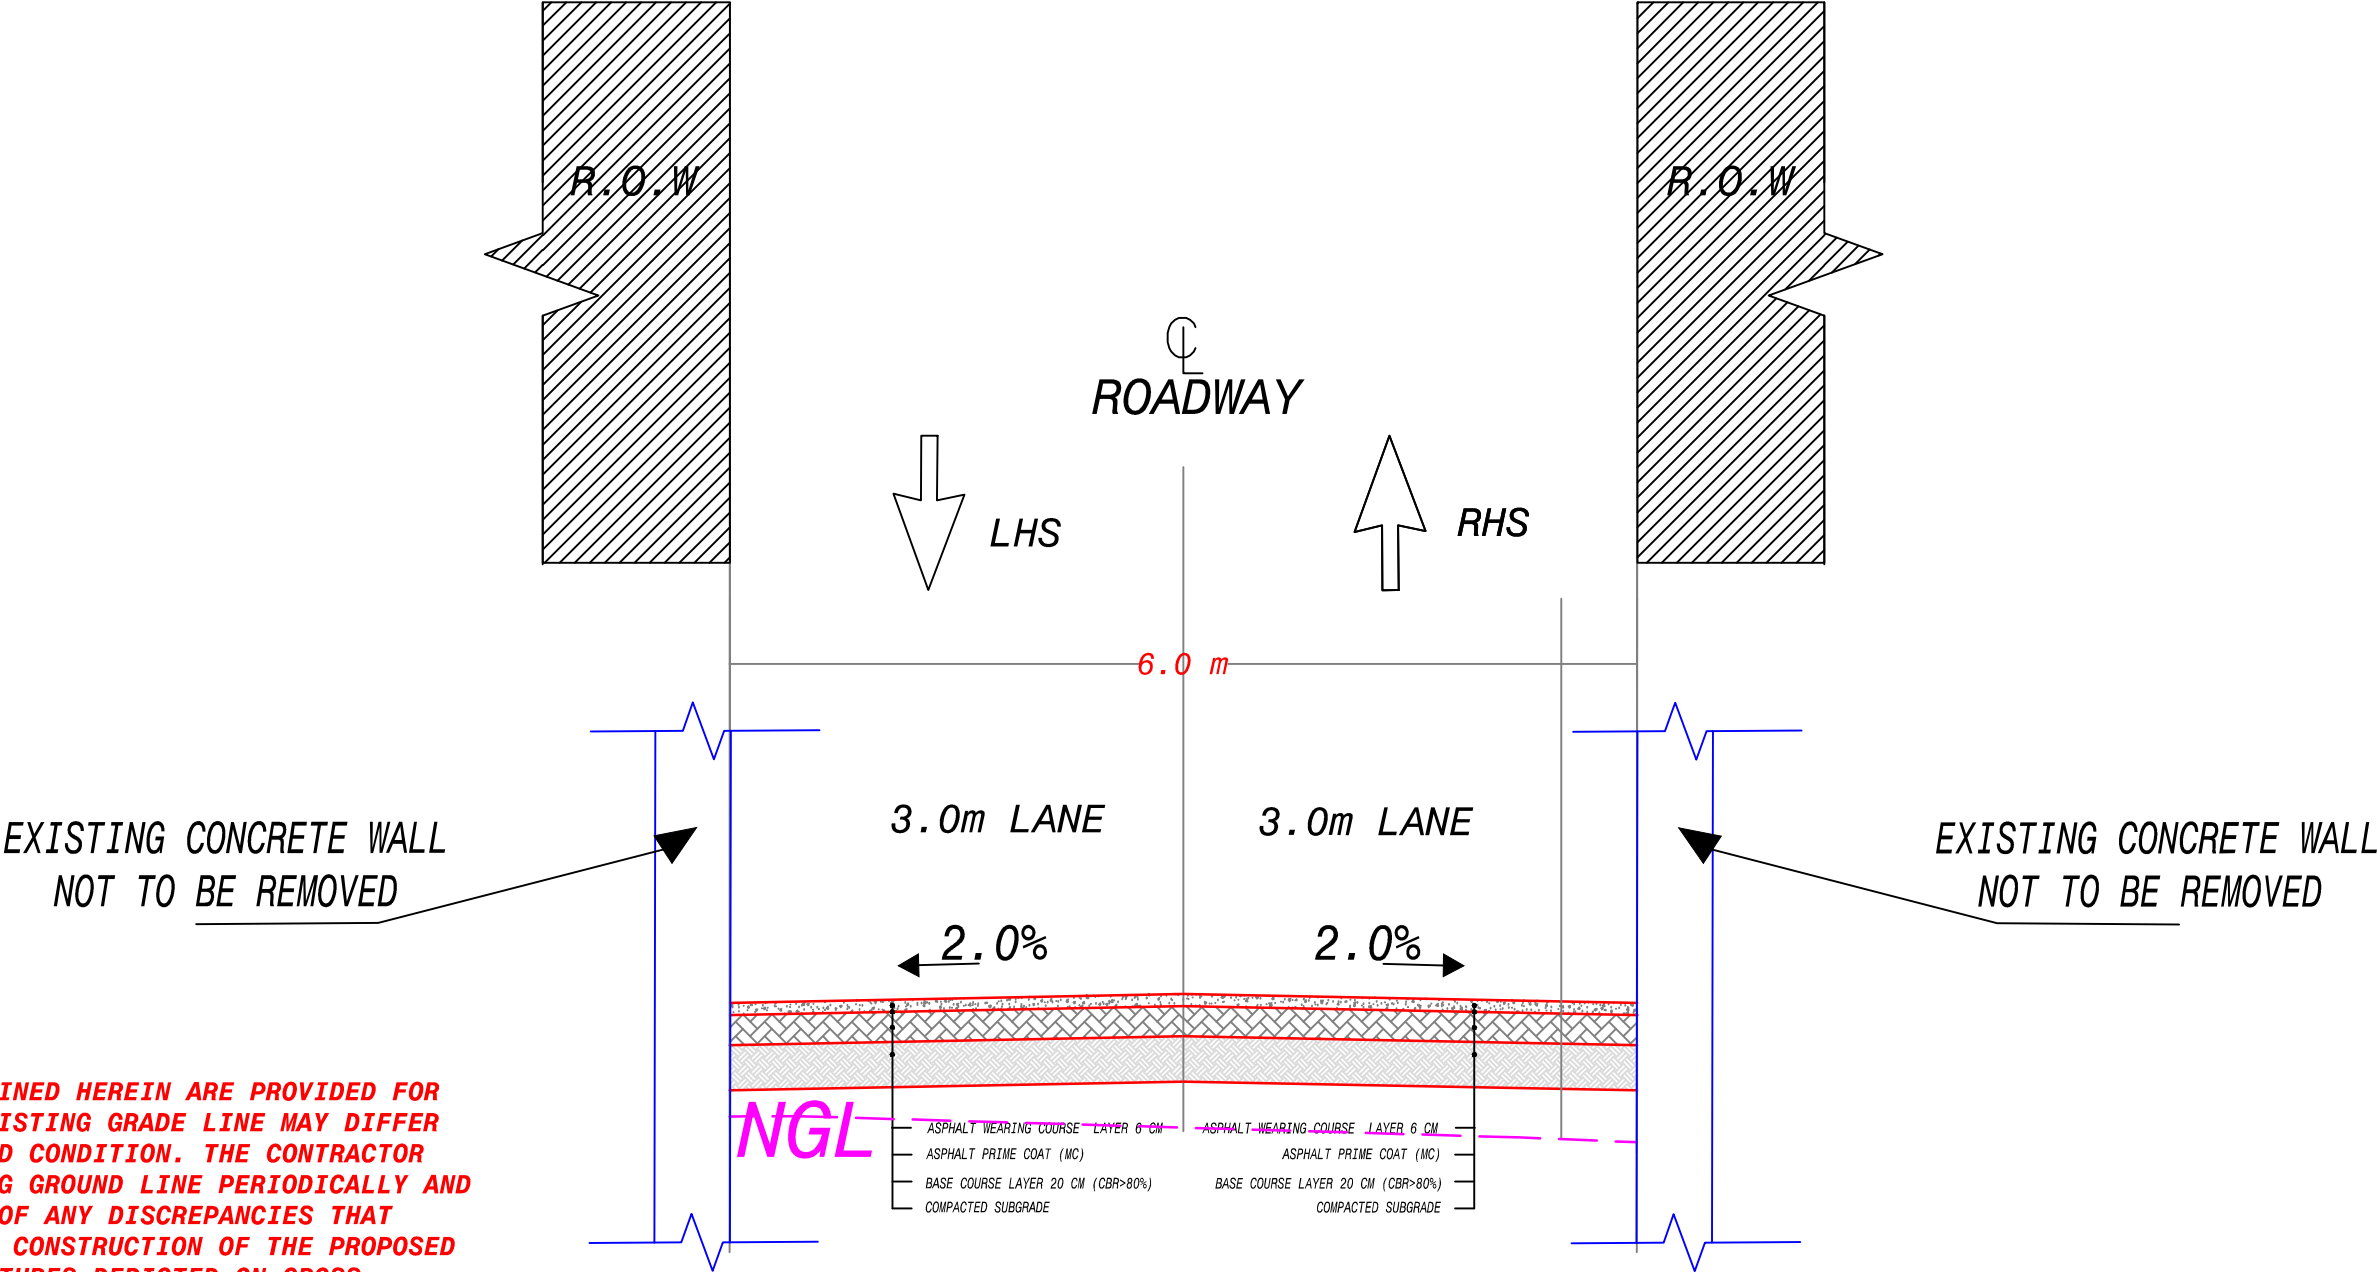 R.O.W
R.O.W
℄
ROADWAY
LHS
RHS
6.0 m
3.0m LANE
3.0m LANE
EXISTING CONCRETE WALL
NOT TO BE REMOVED
EXISTING CONCRETE WALL
NOT TO BE REMOVED
2.0%
2.0%
NGL
ASPHALT WEARING COURSE LAYER 6 CM
ASPHALT PRIME COAT (MC)
BASE COURSE LAYER 20 CM (CBR>80%)
COMPACTED SUBGRADE
ASPHALT WEARING COURSE LAYER 6 CM
ASPHALT PRIME COAT (MC)
BASE COURSE LAYER 20 CM (CBR>80%)
COMPACTED SUBGRADE
INED HEREIN ARE PROVIDED FOR
ISTING GRADE LINE MAY DIFFER
D CONDITION. THE CONTRACTOR
G GROUND LINE PERIODICALLY AND
OF ANY DISCREPANCIES THAT
CONSTRUCTION OF THE PROPOSED